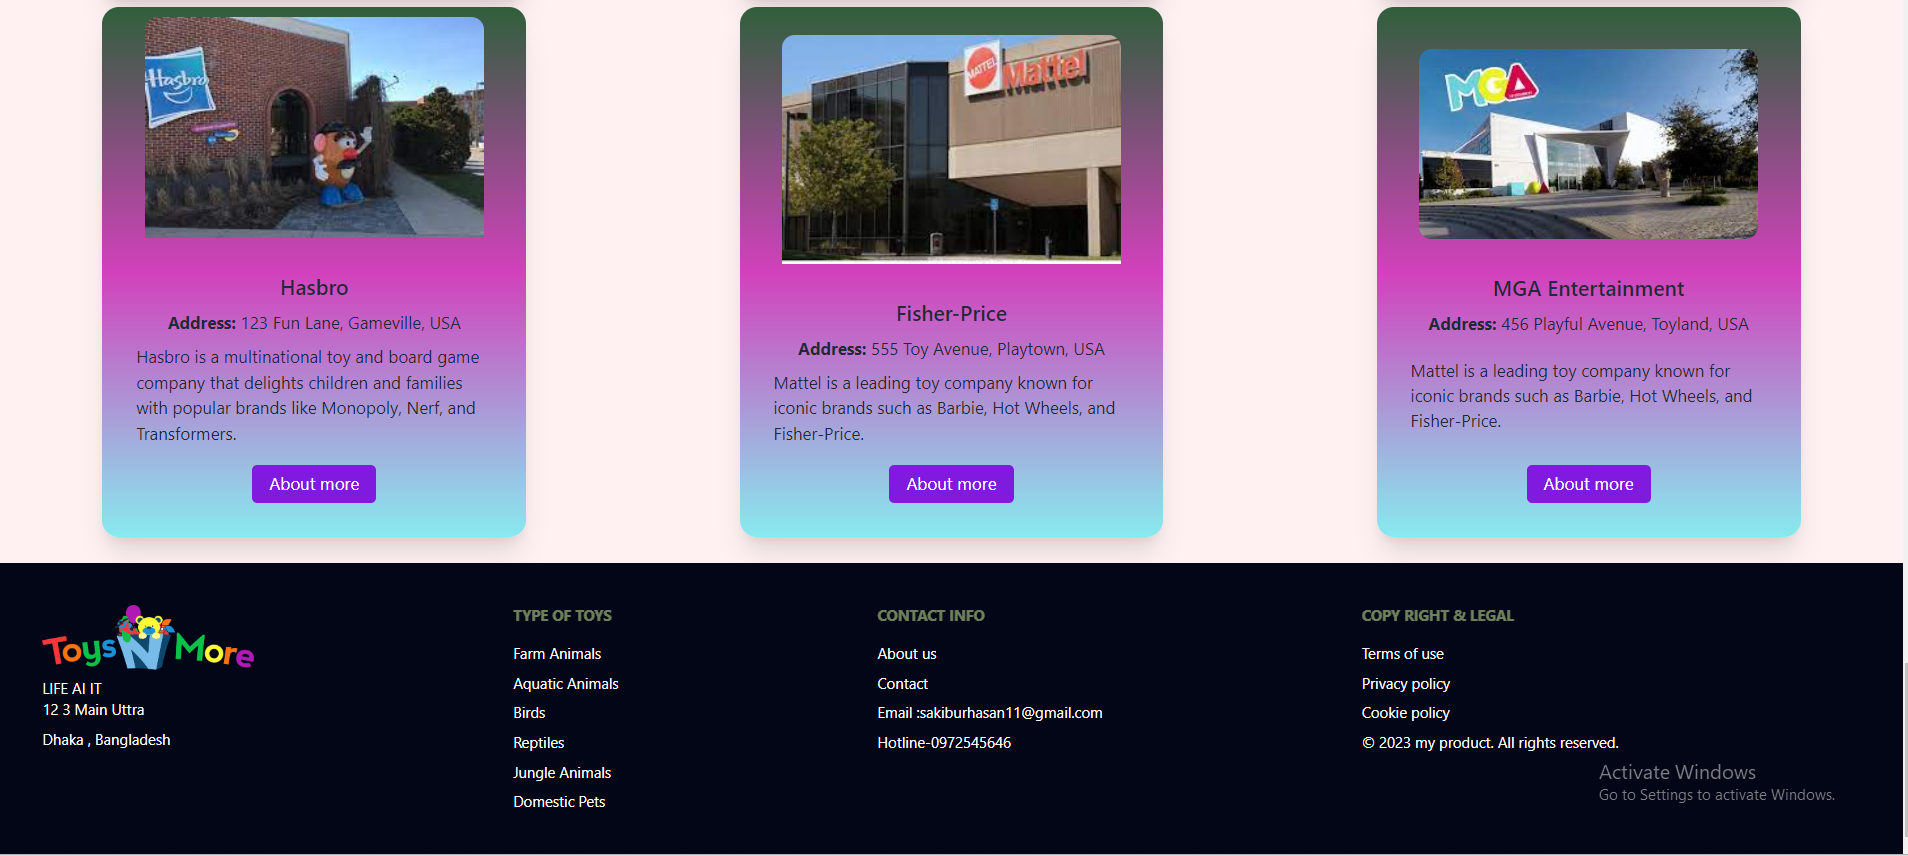 Hasbro
MATTEL Mattel
MGA
Hasbro
Address: 123 Fun Lane, Gameville, USA
Hasbro is a multinational toy and board game
company that delights children and families
with popular brands like Monopoly, Nerf, and
Transformers.
About more
Fisher-Price
Address: 555 Toy Avenue, Playtown, USA
Mattel is a leading toy company known for
iconic brands such as Barbie, Hot Wheels, and
Fisher-Price.
About more
MGA Entertainment
Address: 456 Playful Avenue, Toyland, USA
Mattel is a leading toy company known for
iconic brands such as Barbie, Hot Wheels, and
Fisher-Price.
About more
Toys N More
LIFE AI IT
12 3 Main Uttra
Dhaka , Bangladesh
TYPE OF TOYS
Farm Animals
Aquatic Animals
Birds
Reptiles
Jungle Animals
Domestic Pets
CONTACT INFO
About us
Contact
Email :sakiburhasan11@gmail.com
Hotline-0972545646
COPY RIGHT & LEGAL
Terms of use
Privacy policy
Cookie policy
© 2023 my product. All rights reserved.
Activate Windows
Go to Settings to activate Windows.